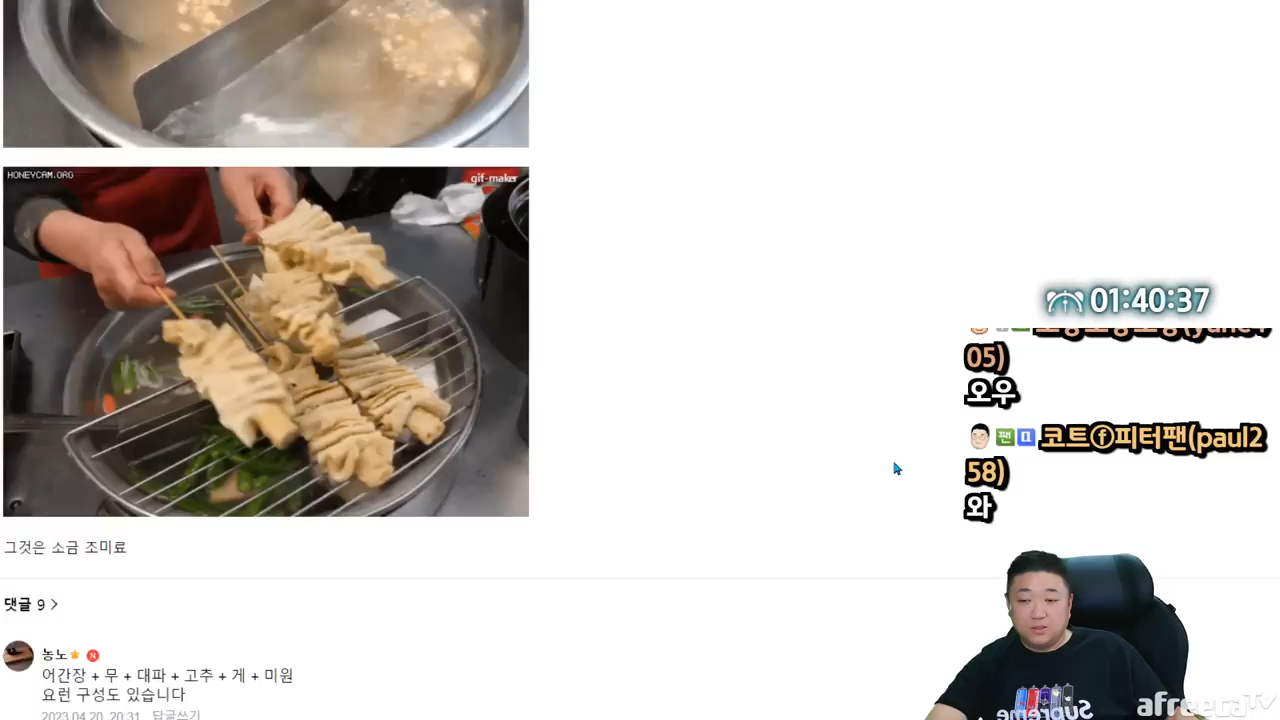 HONEYCAM.ORG
gif-maker
01:40:37
05)
오우
팬
코트ⓕ피터팬(paul2
58)
와
그것은 소금 조미료
댓글 9 >
농노
N
어간장 + 무 + 대파 + 고추 + 게 + 미원
요런 구성도 있습니다
2023.04.20. 20:31 답글쓰기
Supreme
afreecaTV